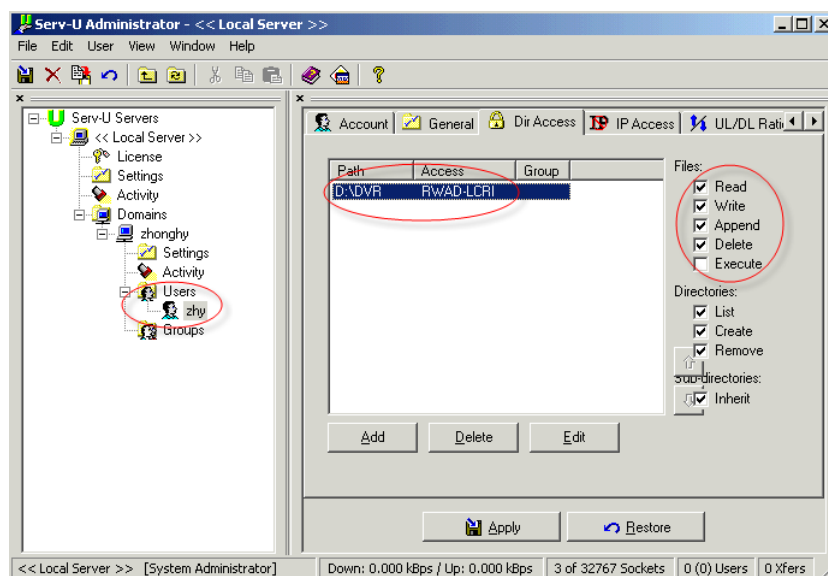 Serv-U Administrator - << Local Server >>
File Edit User View Window Help
Serv-U Servers
<< Local Server >>
License
Settings
Activity
Domains
zhonghy
Settings
Activity
Users
zhy
Groups
Account General Dir Access IP Access UL/DL Rati
Path Access Group
D:\DVR RWAD-LCRI
Files:
Read
Write
Append
Delete
Execute
Directories:
List
Create
Remove
Sub-directories:
Inherit
Add Delete Edit
Apply Restore
<< Local Server >> [System Administrator] Down: 0.000 kBps / Up: 0.000 kBps 3 of 32767 Sockets 0 (0) Users 0 Xfers